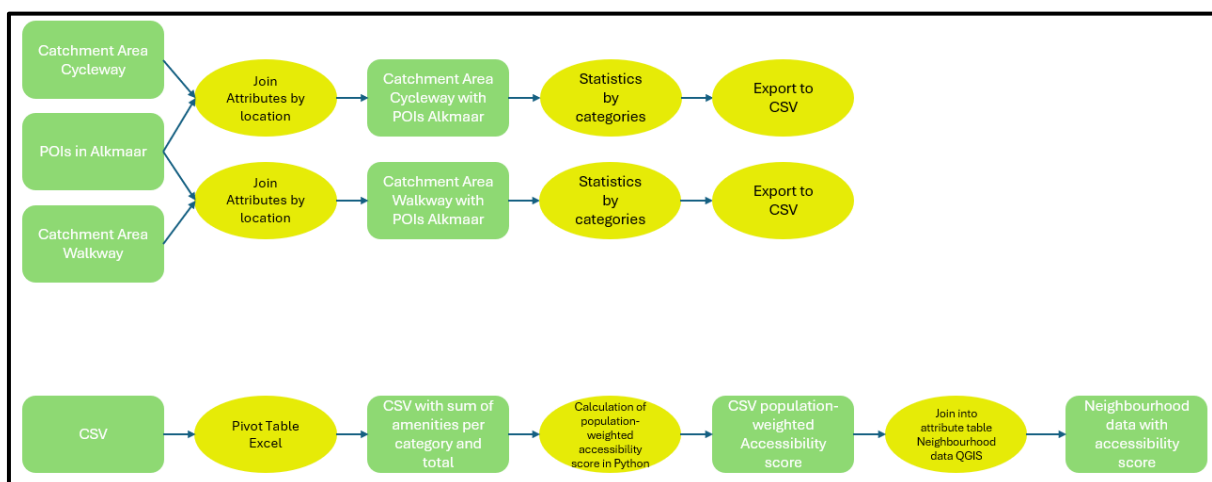 Catchment Area
Cycleway
Join
Attributes by
location
Catchment Area
Cycleway with
POIs Alkmaar
Statistics
by
categories
Export to
CSV
POIs in Alkmaar
Catchment Area
Walkway
Join
Attributes by
location
Catchment Area
Walkway with
POIs Alkmaar
Statistics
by
categories
Export to
CSV
CSV
Pivot Table
Excel
CSV with sum of
amenities per
category and
total
Calculation of
population-
weighted
accessibility
score in Python
CSV population-
weighted
Accessibility
score
Join into
attribute table
Neighbourhood
data QGIS
Neighbourhood
data with
accessibility
score